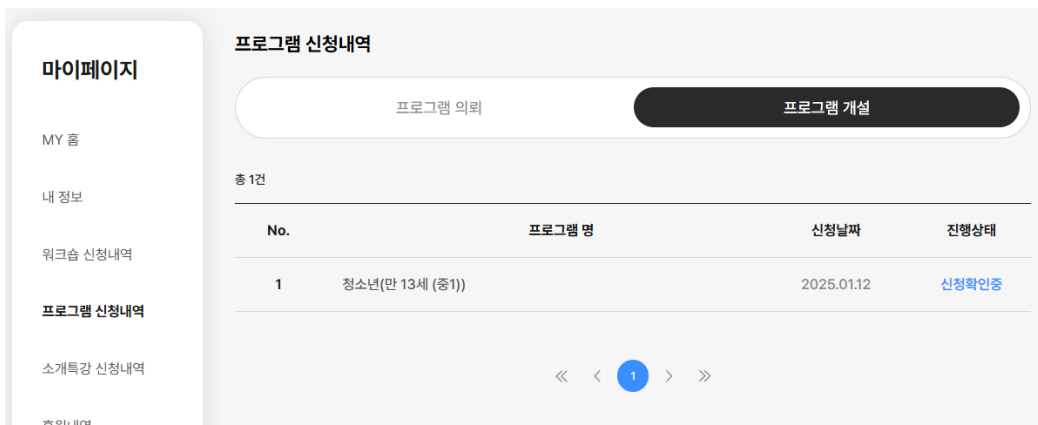 마이페이지
MY 홈
내 정보
워크숍 신청내역
프로그램 신청내역
소개특강 신청내역
프로그램 신청내역
프로그램 의뢰 프로그램 개설
총 1건
No. 프로그램 명 신청날짜 진행상태
1 청소년(만 13세 (중1)) 2025.01.12 신청확인중
« < 1 > »